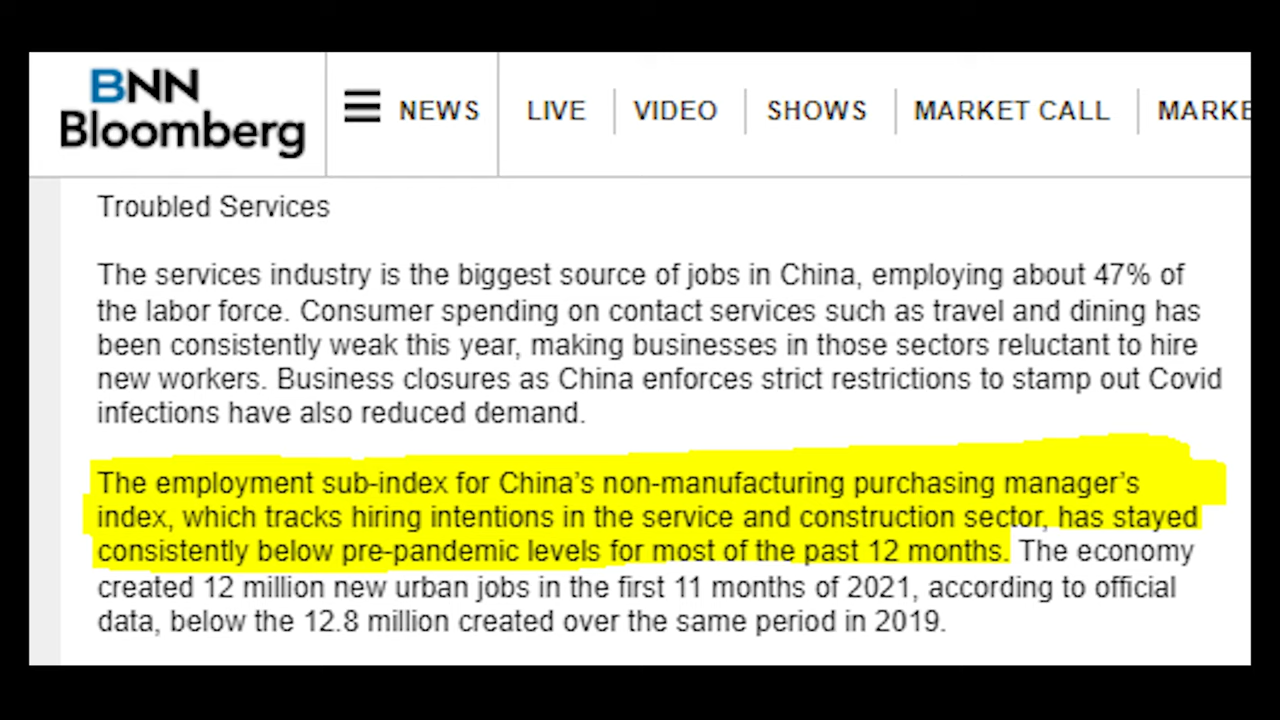 BNN
Bloomberg
NEWS LIVE VIDEO SHOWS MARKET CALL MARKE
Troubled Services
The services industry is the biggest source of jobs in China, employing about 47% of
the labor force. Consumer spending on contact services such as travel and dining has
been consistently weak this year, making businesses in those sectors reluctant to hire
new workers. Business closures as China enforces strict restrictions to stamp out Covid
infections have also reduced demand.
The employment sub-index for China’s non-manufacturing purchasing manager’s
index, which tracks hiring intentions in the service and construction sector, has stayed
consistently below pre-pandemic levels for most of the past 12 months. The economy
created 12 million new urban jobs in the first 11 months of 2021, according to official
data, below the 12.8 million created over the same period in 2019.